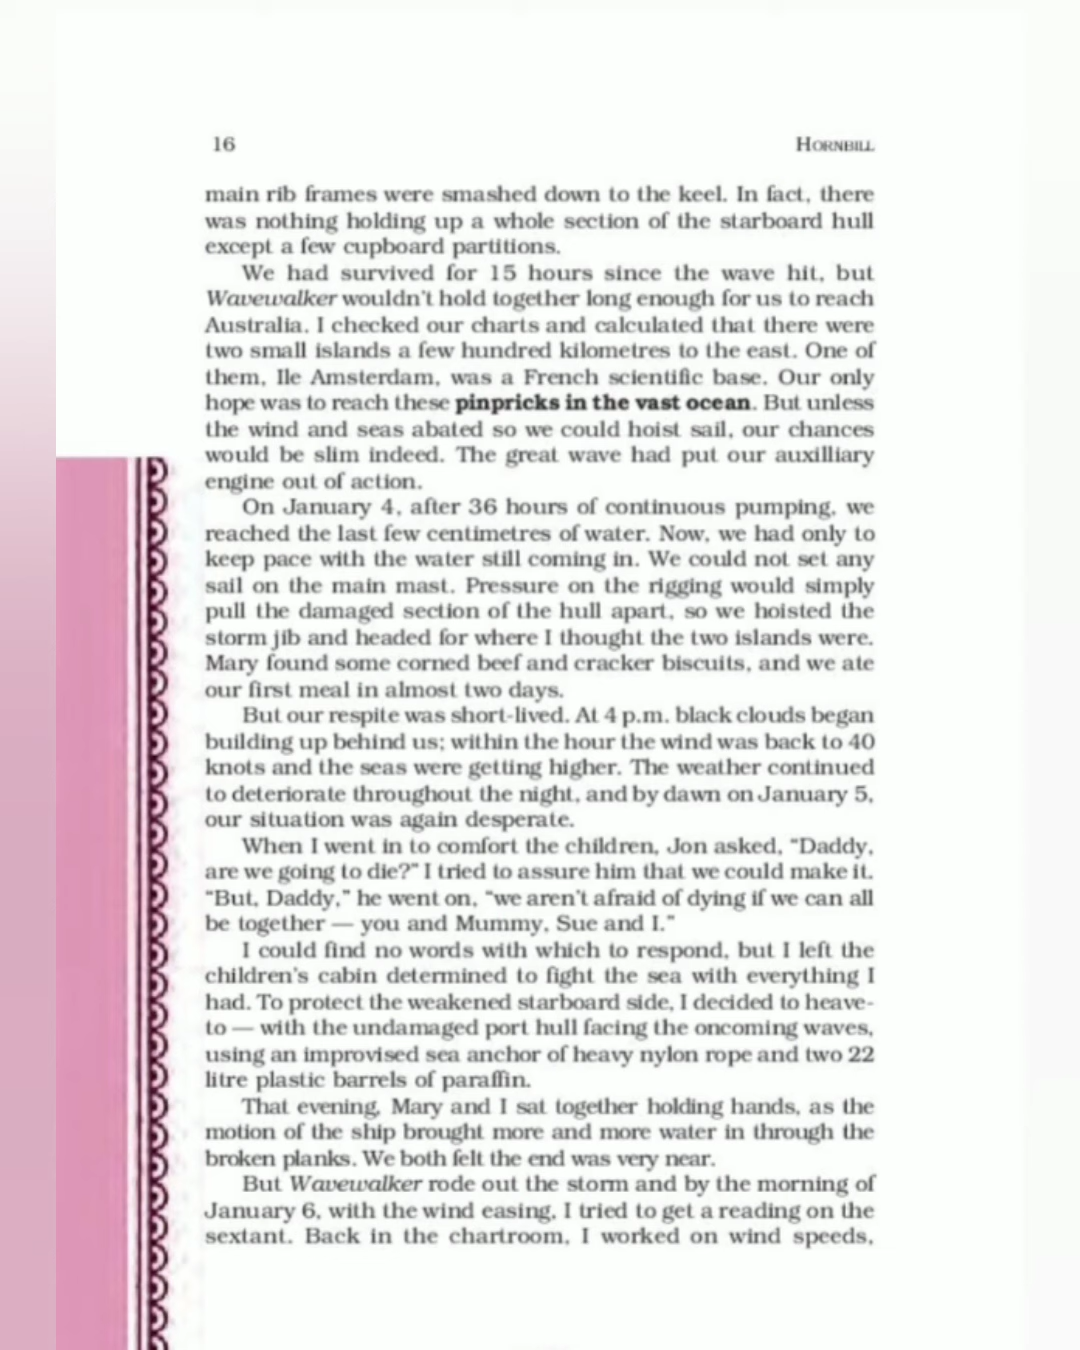 16 HORNBILL
main rib frames were smashed down to the keel. In fact, there
was nothing holding up a whole section of the starboard hull
except a few cupboard partitions.
We had survived for 15 hours since the wave hit, but
Wavewalker wouldn't hold together long enough for us to reach
Australia. I checked our charts and calculated that there were
two small islands a few hundred kilometres to the east. One of
them, Ile Amsterdam, was a French scientific base. Our only
hope was to reach these pinpricks in the vast ocean. But unless
the wind and seas abated so we could hoist sail, our chances
would be slim indeed. The great wave had put our auxilliary
engine out of action.
On January 4, after 36 hours of continuous pumping, we
reached the last few centimetres of water. Now, we had only to
keep pace with the water still coming in. We could not set any
sail on the main mast. Pressure on the rigging would simply
pull the damaged section of the hull apart, so we hoisted the
storm jib and headed for where I thought the two islands were.
Mary found some corned beef and cracker biscuits, and we ate
our first meal in almost two days.
But our respite was short-lived. At 4 p.m. black clouds began
building up behind us; within the hour the wind was back to 40
knots and the seas were getting higher. The weather continued
to deteriorate throughout the night, and by dawn on January 5,
our situation was again desperate.
When I went in to comfort the children, Jon asked, "Daddy,
are we going to die?" I tried to assure him that we could make it.
"But, Daddy," he went on, "we aren't afraid of dying if we can all
be together — you and Mummy, Sue and I."
I could find no words with which to respond, but I left the
children's cabin determined to fight the sea with everything I
had. To protect the weakened starboard side, I decided to heave-
to — with the undamaged port hull facing the oncoming waves,
using an improvised sea anchor of heavy nylon rope and two 22
litre plastic barrels of paraffin.
That evening, Mary and I sat together holding hands, as the
motion of the ship brought more and more water in through the
broken planks. We both felt the end was very near.
But Wavewalker rode out the storm and by the morning of
January 6, with the wind easing, I tried to get a reading on the
sextant. Back in the chartroom, I worked on wind speeds,